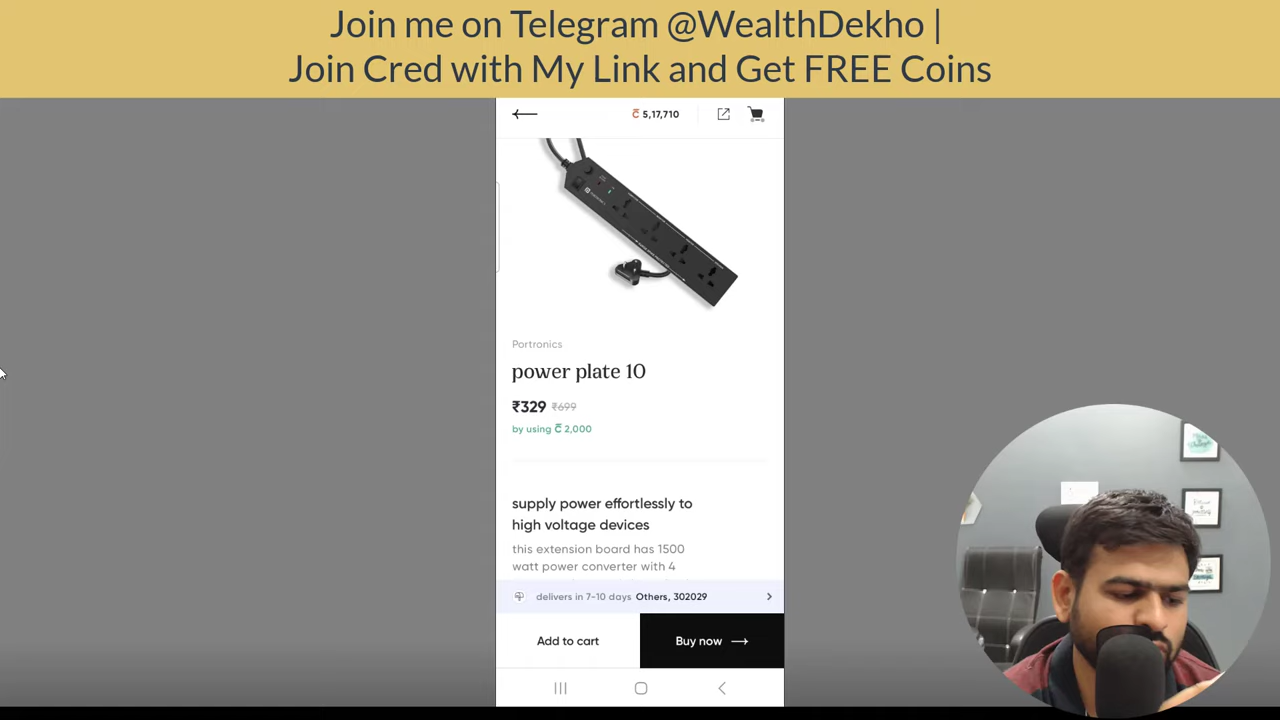 Join me on Telegram @WealthDekho |
Join Cred with My Link and Get FREE Coins
5,17,710
Portronics
power plate 10
₹329 ₹699
by using 2,000
supply power effortlessly to
high voltage devices
this extension board has 1500
watt power converter with 4
delivers in 7-10 days Others, 302029
Add to cart
Buy now